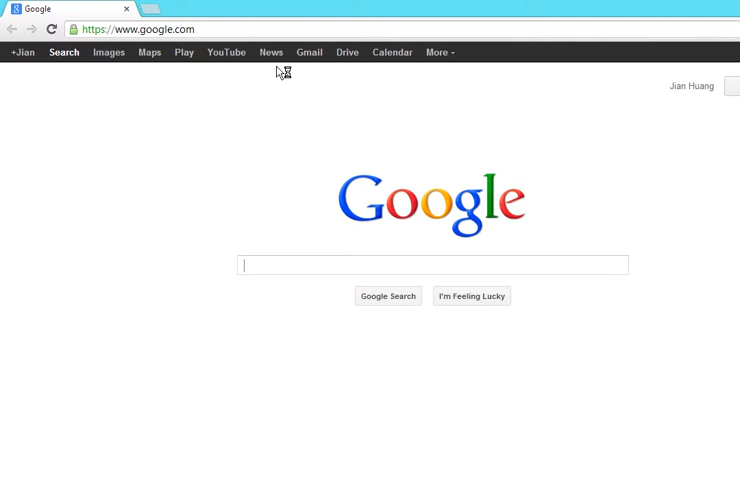 Google
https://www.google.com
+Jian Search Images Maps Play YouTube News Gmail Drive Calendar More
Jian Huang
Google
Google Search I'm Feeling Lucky